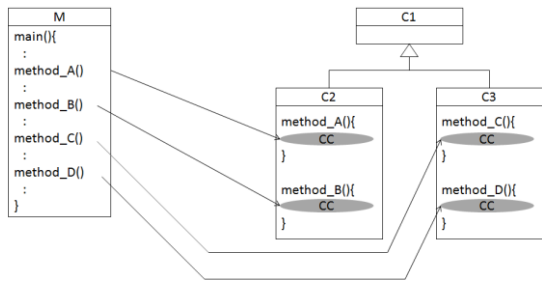 M
main(){
:
method_A()
:
method_B()
:
method_C()
:
method_D()
:
}
C1
C2
method_A(){
CC
}
method_B(){
CC
}
C3
method_C(){
CC
}
method_D(){
CC
}